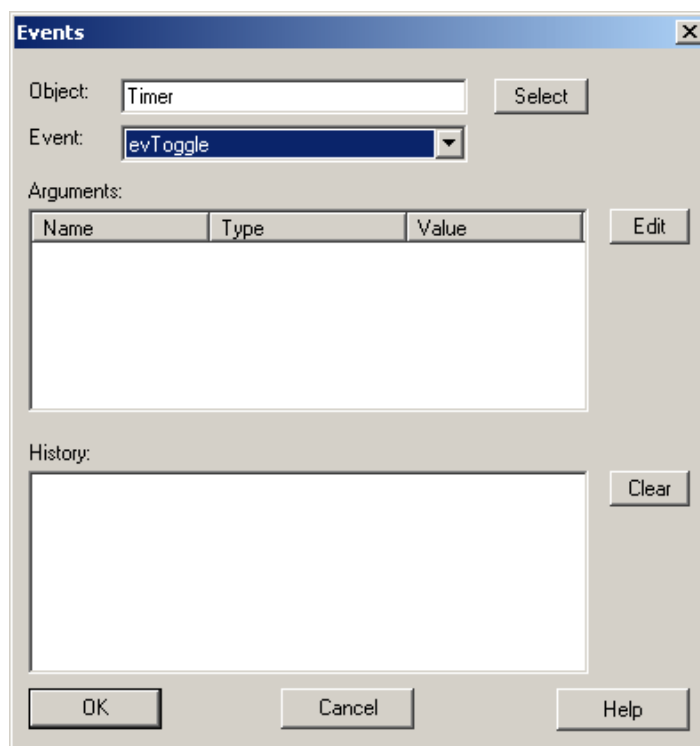 Events
Object: Timer Select
Event: evToggle
Arguments:
Name Type Value Edit
History:
Clear
OK Cancel Help